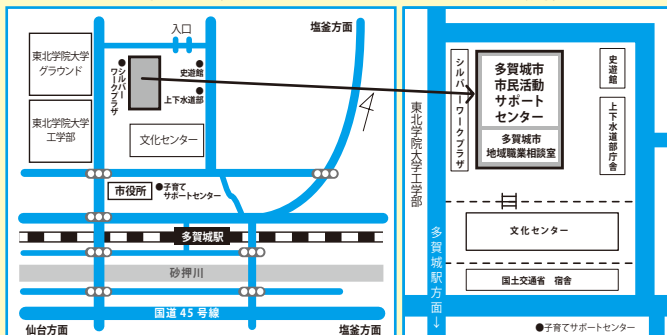 入口
塩釜方面
東北学院大学
グラウンド
シルバー
ワークプラザ
史遊館
上下水道部
東北学院大学
工学部
文化センター
市役所
子育て
サポートセンター
多賀城駅
砂押川
国道45号線
仙台方面
塩釜方面
シルバーワークプラザ
多賀城市
市民活動
サポート
センター
多賀城市
地域職業相談室
史遊館
上下水道部庁舎
東北学院大学工学部
文化センター
多賀城駅方面↓
国土交通省 宿舎
子育てサポートセンター